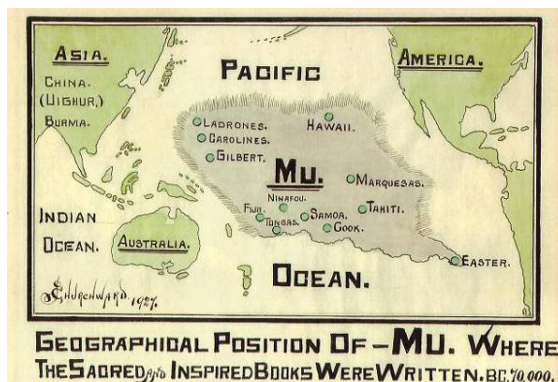 ASIA.
CHINA.
(UIGHUR,)
BURMA.
PACIFIC
AMERICA.
LADRONES.
HAWAII.
CAROLINES.
GILBERT.
MU.
MARQUESAS.
NINAFOU.
FIJI.
SAMOA.
TAHITI.
TONGAS.
COOK.
INDIAN
OCEAN.
AUSTRALIA.
EASTER.
OCEAN.
J. CHURCHWARD. 1927.
GEOGRAPHICAL POSITION OF - MU. WHERE
THE SACRED AND INSPIRED BOOKS WERE WRITTEN. B.C. 70,000.